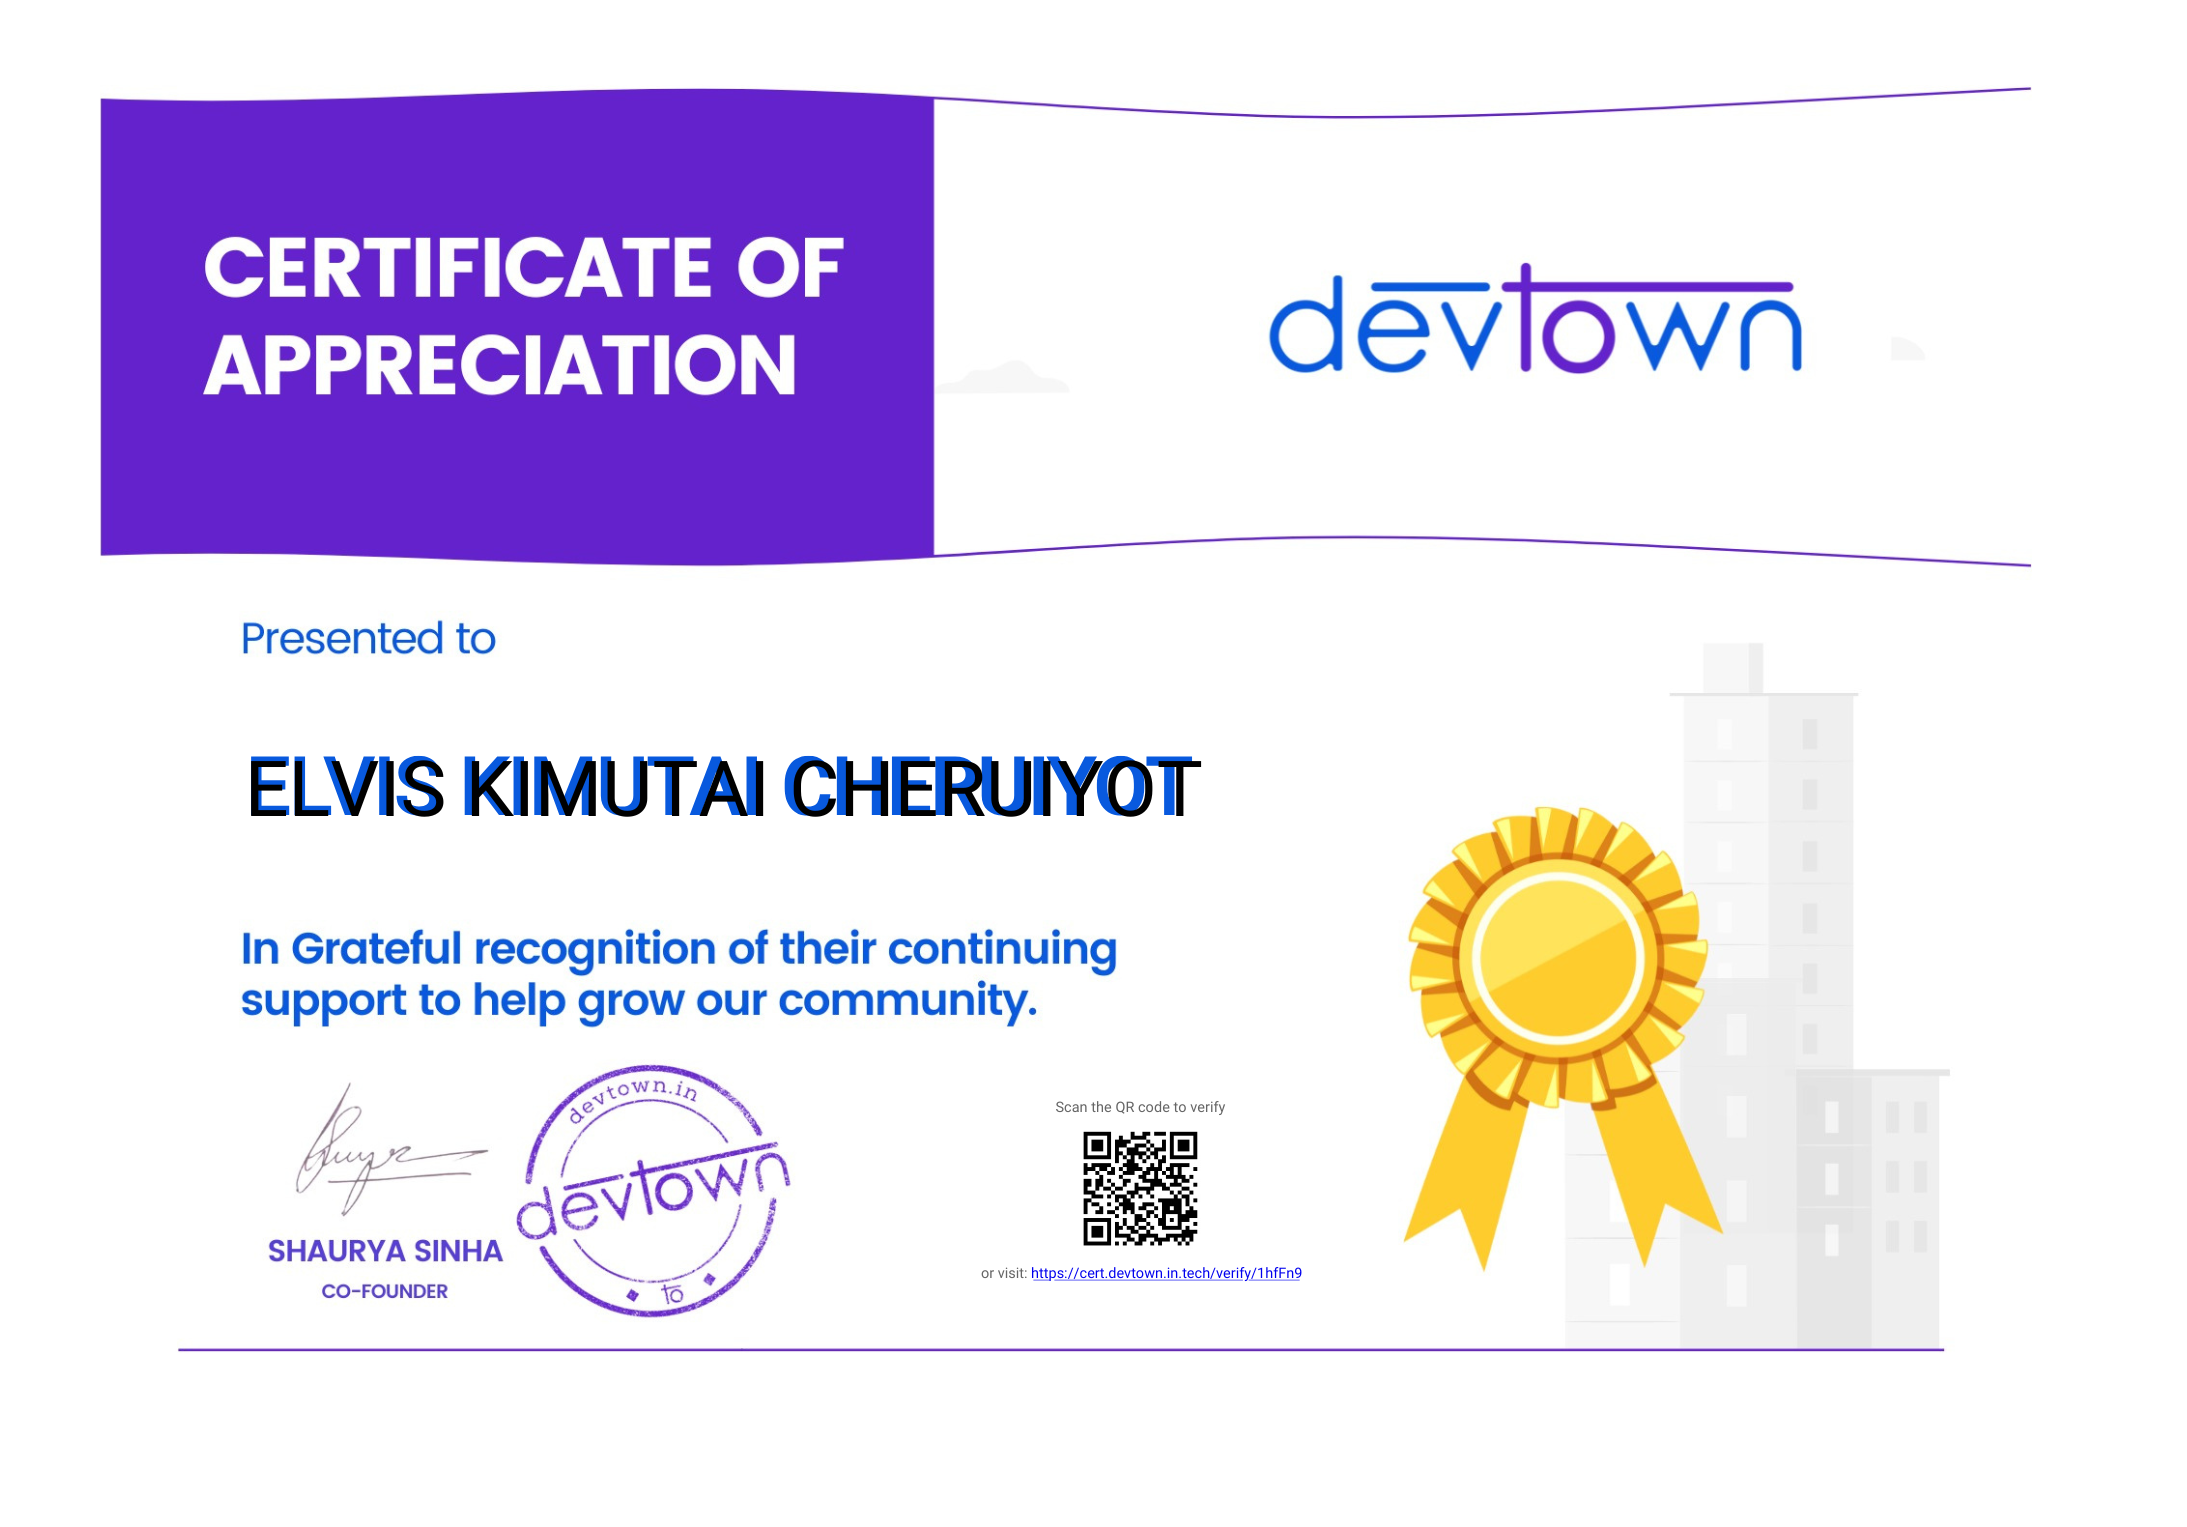 CERTIFICATE OF
APPRECIATION
devtown
Presented to
ELVIS KIMUTAI CHERUIYOT
In Grateful recognition of their continuing
support to help grow our community.
devtown.in
devtown
to
SHAURYA SINHA
CO-FOUNDER
Scan the QR code to verify
or visit: https://cert.devtown.in.tech/verify/1hfFn9